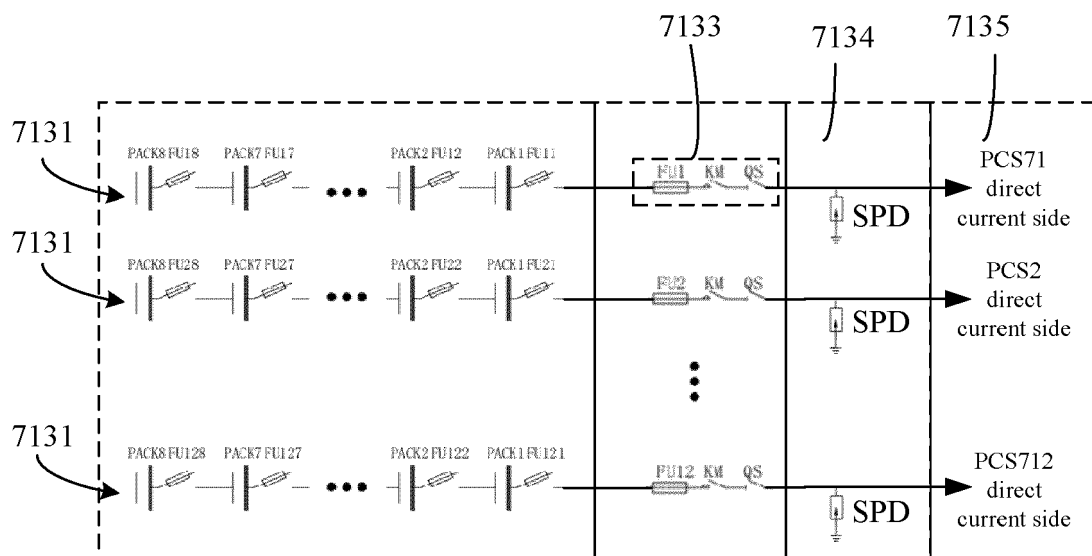 7133
7134
7135
7131
PACK8 FU18 PACK7 FU17 PACK2 FU12 PACK1 FU11
FU1 KM QS
SPD
PCS71
direct
current side
7131
PACK8 FU28 PACK7 FU27 PACK2 FU22 PACK1 FU21
FU2 KM QS
SPD
PCS2
direct
current side
7131
PACK8 FU128 PACK7 FU127 PACK2 FU122 PACK1 FU121
FU12 KM QS
SPD
PCS712
direct
current side